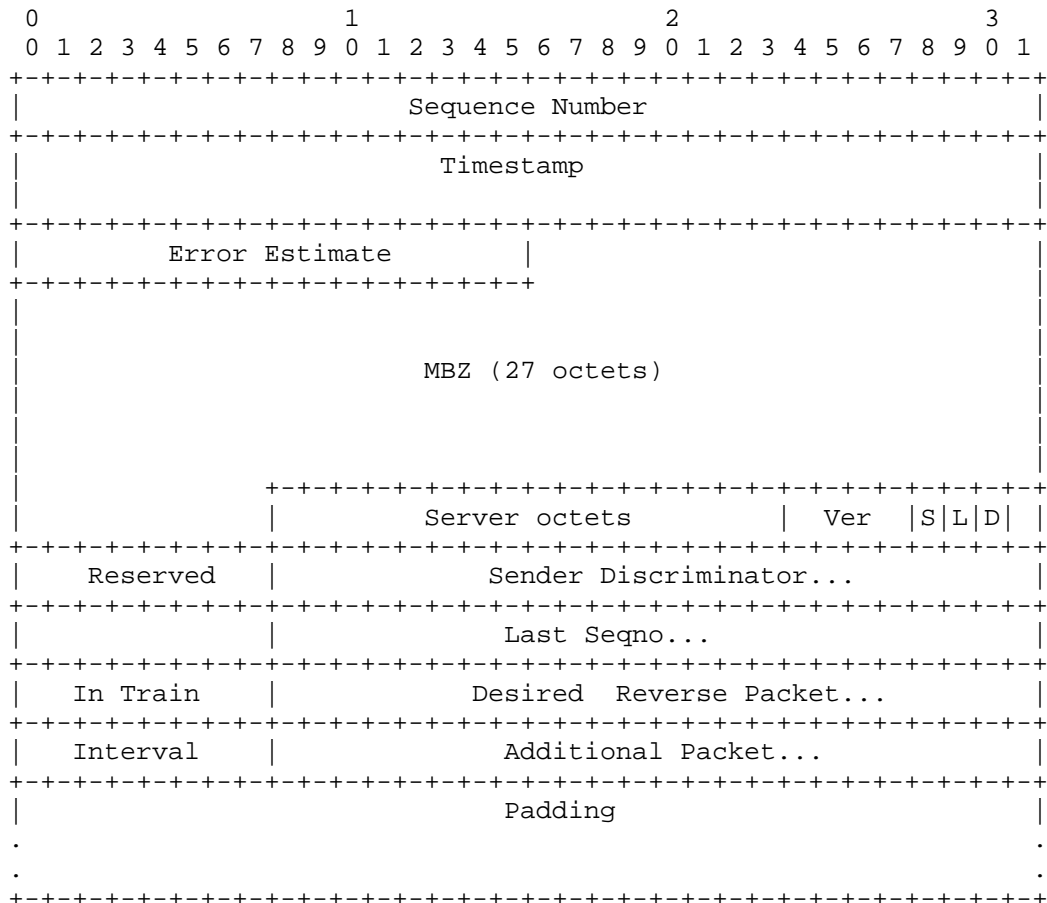 0                   1                   2                   3
0 1 2 3 4 5 6 7 8 9 0 1 2 3 4 5 6 7 8 9 0 1 2 3 4 5 6 7 8 9 0 1
+-+-+-+-+-+-+-+-+-+-+-+-+-+-+-+-+-+-+-+-+-+-+-+-+-+-+-+-+-+-+-+-+
|                        Sequence Number                        |
+-+-+-+-+-+-+-+-+-+-+-+-+-+-+-+-+-+-+-+-+-+-+-+-+-+-+-+-+-+-+-+-+
|                          Timestamp                            |
|                                                               |
+-+-+-+-+-+-+-+-+-+-+-+-+-+-+-+-+-+-+-+-+-+-+-+-+-+-+-+-+-+-+-+-+
|         Error Estimate        |                               |
+-+-+-+-+-+-+-+-+-+-+-+-+-+-+-+-+                               |
|                                                               |
|                                                               |
|                         MBZ (27 octets)                       |
|                                                               |
|                                                               |
|                                                               |
|               +-+-+-+-+-+-+-+-+-+-+-+-+-+-+-+-+-+-+-+-+-+-+-+-+
|               |         Server octets         |  Ver  |S|L|D| |
+-+-+-+-+-+-+-+-+-+-+-+-+-+-+-+-+-+-+-+-+-+-+-+-+-+-+-+-+-+-+-+-+
|    Reserved   |             Sender Discriminator...           |
+-+-+-+-+-+-+-+-+-+-+-+-+-+-+-+-+-+-+-+-+-+-+-+-+-+-+-+-+-+-+-+-+
|               |              Last Seqno...                    |
+-+-+-+-+-+-+-+-+-+-+-+-+-+-+-+-+-+-+-+-+-+-+-+-+-+-+-+-+-+-+-+-+
|   In Train    |            Desired  Reverse Packet...         |
+-+-+-+-+-+-+-+-+-+-+-+-+-+-+-+-+-+-+-+-+-+-+-+-+-+-+-+-+-+-+-+-+
|   Interval    |              Additional Packet...             |
+-+-+-+-+-+-+-+-+-+-+-+-+-+-+-+-+-+-+-+-+-+-+-+-+-+-+-+-+-+-+-+-+
|                              Padding                          |
.                                                               .
.                                                               .
+-+-+-+-+-+-+-+-+-+-+-+-+-+-+-+-+-+-+-+-+-+-+-+-+-+-+-+-+-+-+-+-+